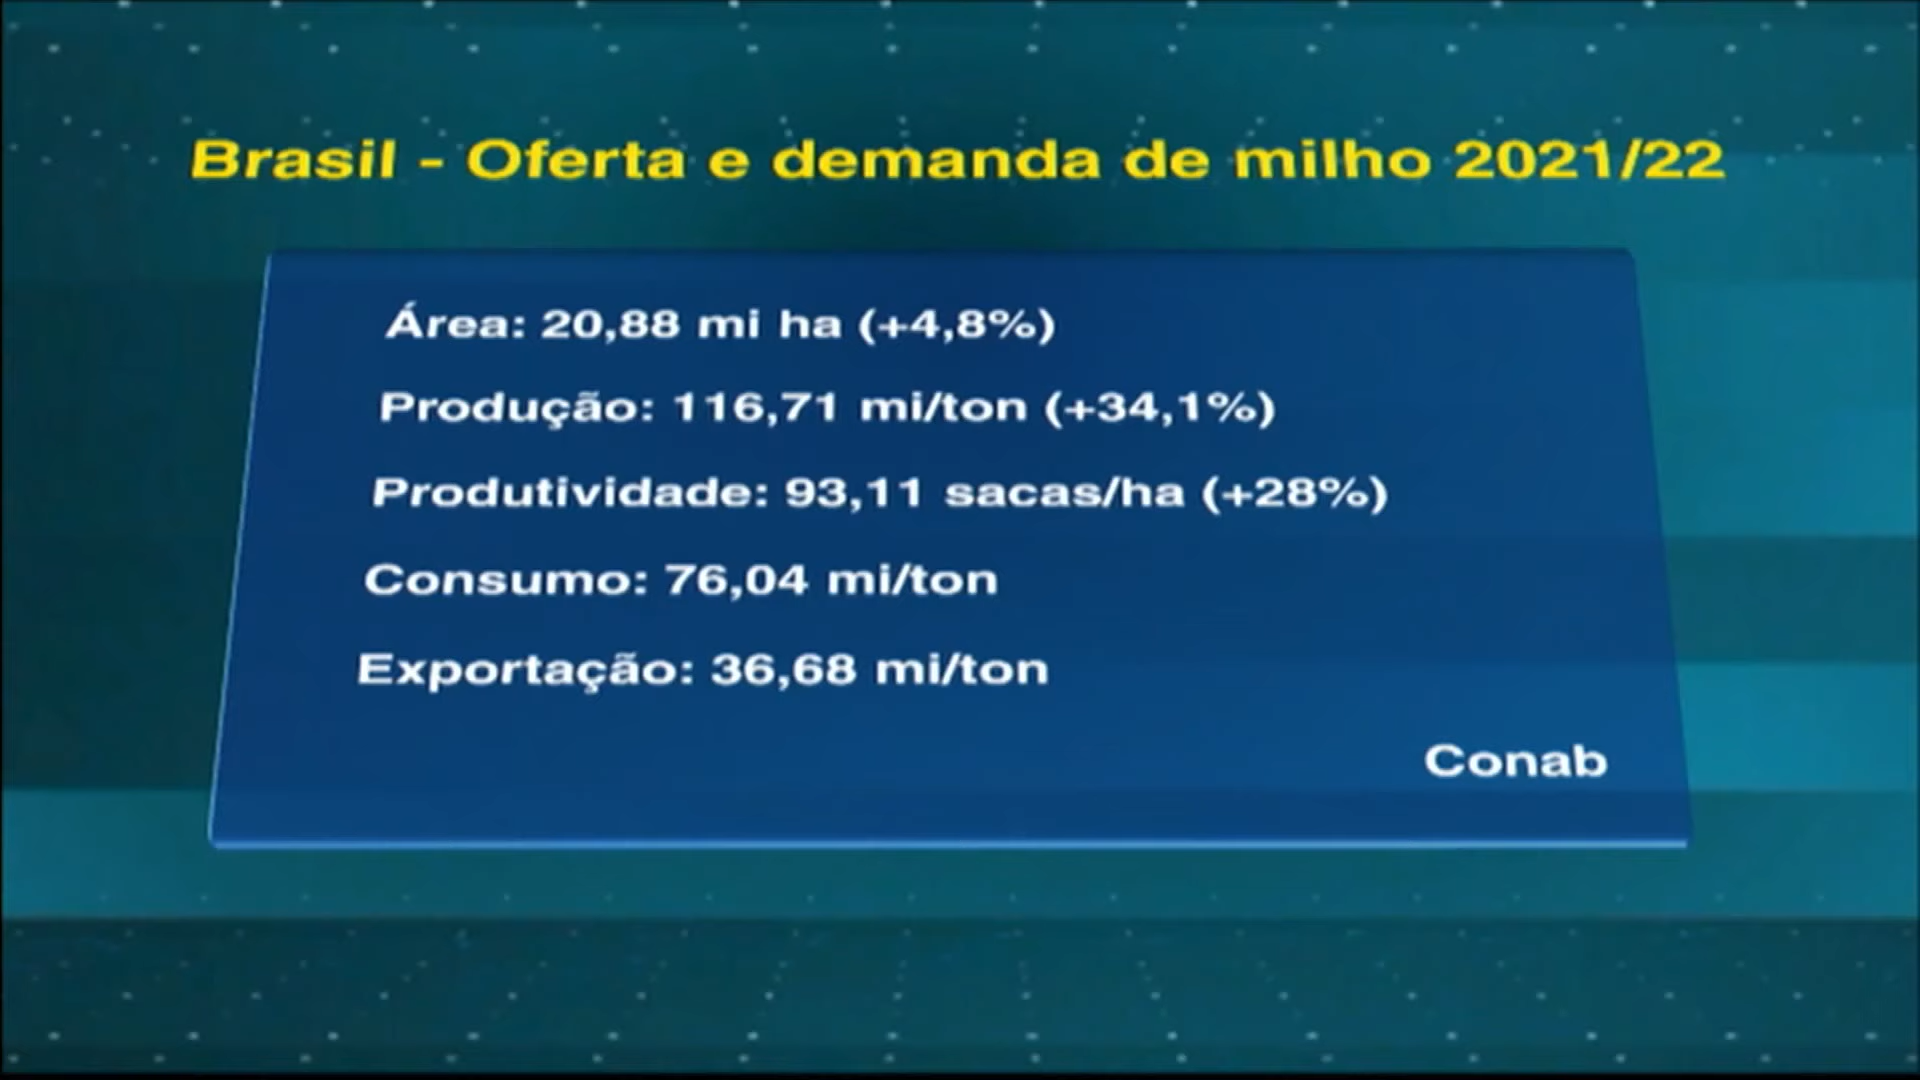 Brasil - Oferta e demanda de milho 2021/22
Área: 20,88 mi ha (+4,8%)
Produção: 116,71 mi/ton (+34,1%)
Produtividade: 93,11 sacas/ha (+28%)
Consumo: 76,04 mi/ton
Exportação: 36,68 mi/ton
Conab